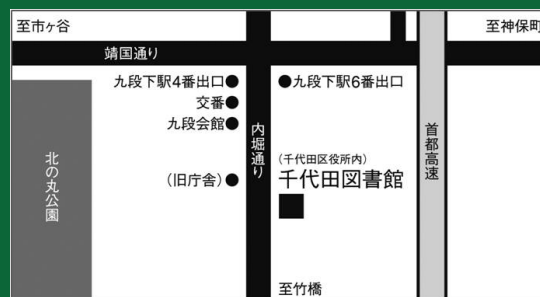 至市ヶ谷
至神保町
靖国通り
九段下駅4番出口●
●九段下駅6番出口
交番●
九段会館●
内堀通り
首都高速
北の丸公園
(旧庁舎)●
(千代田区役所内)
千代田図書館
至竹橋